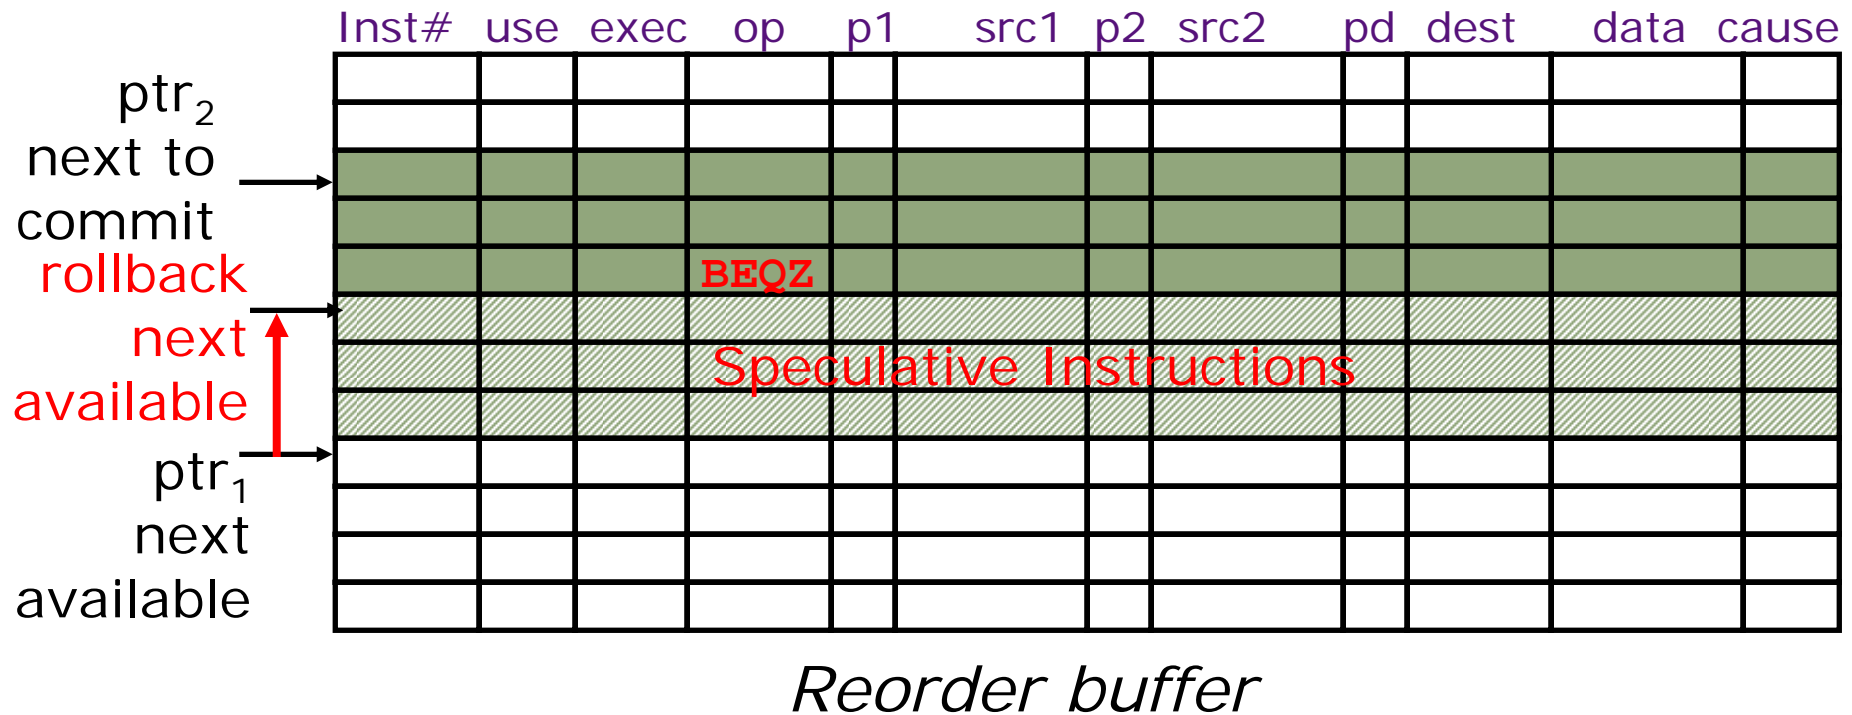 Inst# use exec op p1 src1 p2 src2 pd dest data cause
ptr₂
next to
commit
rollback
next
available
ptr₁
next
available
BEQZ
Speculative Instructions
Reorder buffer